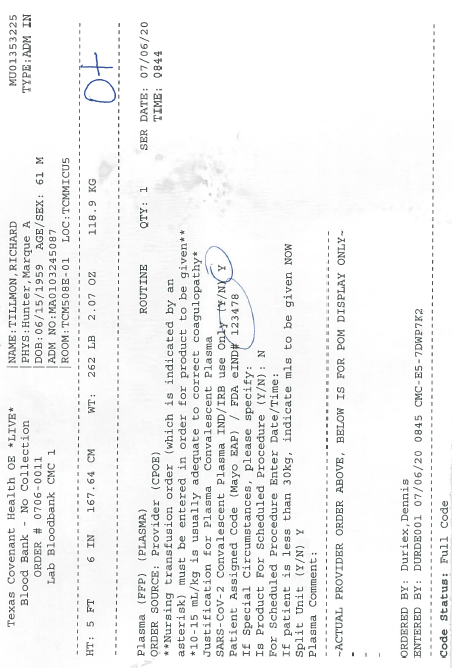 Texas Covenant Health OE *LIVE* |NAME:TILLMON,RICHARD MU01353225
Blood Bank - No Collection |PHYS:Hunter,Marque A TYPE:ADM IN
ORDER # 0706-0011 DOB:06/15/1959 AGE/SEX: 61 M
Lab Bloodbank CMC 1 ADM NO:MA0103245087
|ROOM:TCM508E-01 LOC:TCMMICU5
HT: 5 FT 6 IN 167.64 CM WT: 262 LB 2.07 OZ 118.9 KG
O+
Plasma (FFP) (PLASMA) ROUTINE QTY: 1 SER DATE: 07/06/20
ORDER SOURCE: Provider (CPOE) TIME: 0844
**Nursing transfusion order (which is indicated by an
asterisk) must be entered in order for product to be given**
*10-15 mL/kg is usually adequate to correct coagulopathy*
Justification for Plasma Convalescent Plasma
SARS-COV-2 Convalescent Plasma IND/IRB use Only (Y/N) Y
Patient Assigned Code (Mayo EAP) / FDA eIND# 123478
If Special Circumstances, please specify:
Is Product For Scheduled Procedure (Y/N): N
For Scheduled Procedure Enter Date/Time:
If patient is less than 30kg, indicate mls to be given NOW
Split Unit (Y/N) Y
Plasma Comment:
~ACTUAL PROVIDER ORDER ABOVE, BELOW IS FOR POM DISPLAY ONLY~
ORDERED BY: Duriex,Dennis
ENTERED BY: DURDE001 07/06/20 0845 CMC-E5-7DWP7K2
Code Status: Full Code